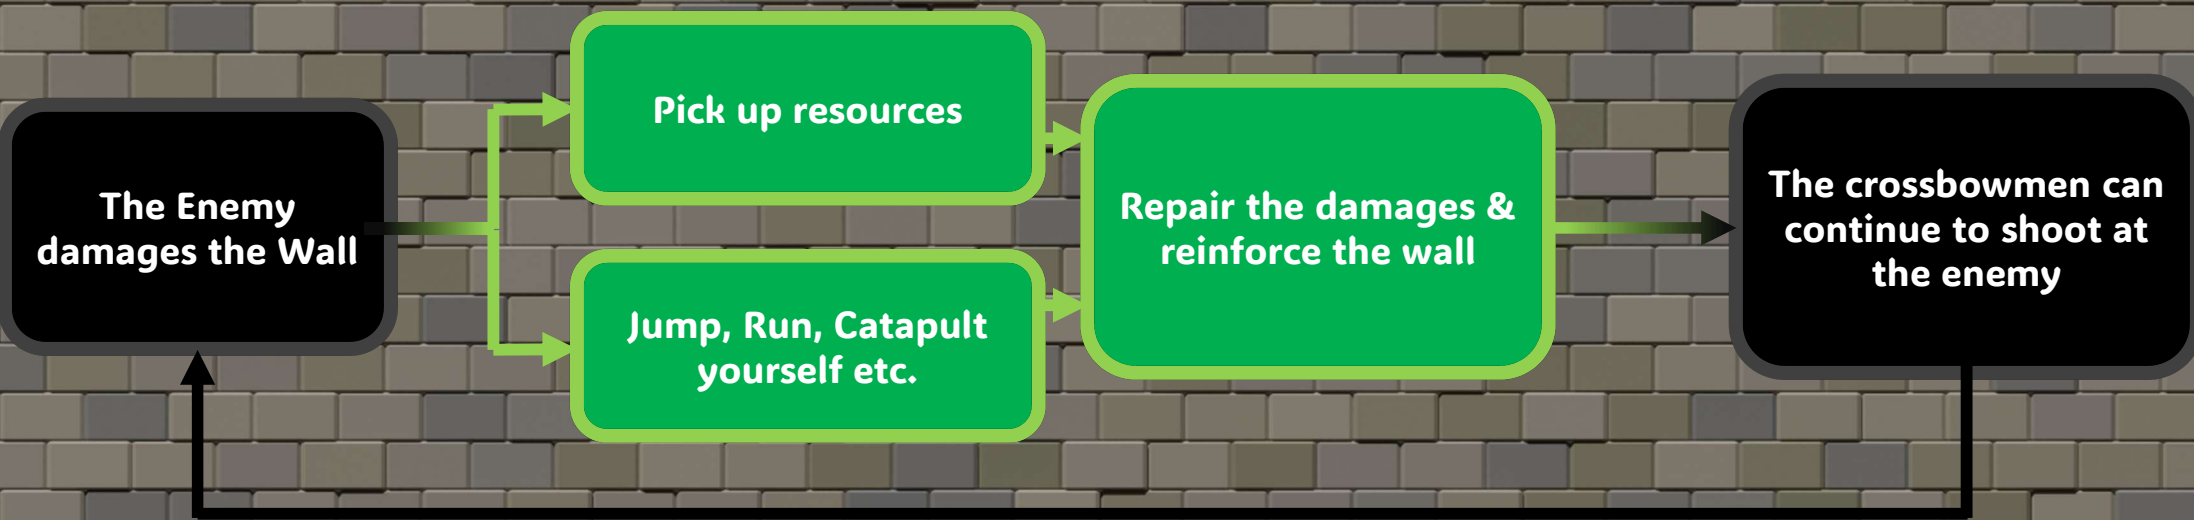 The Enemy
damages the Wall
Pick up resources
Jump, Run, Catapult
yourself etc.
Repair the damages &
reinforce the wall
The crossbowmen can
continue to shoot at
the enemy